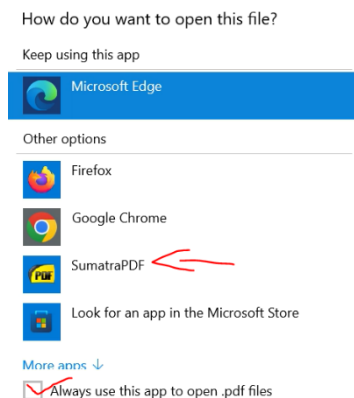 How do you want to open this file?
Keep using this app
Microsoft Edge
Other options
Firefox
Google Chrome
PDF
SumatraPDF
Look for an app in the Microsoft Store
More apps ↓
Always use this app to open .pdf files